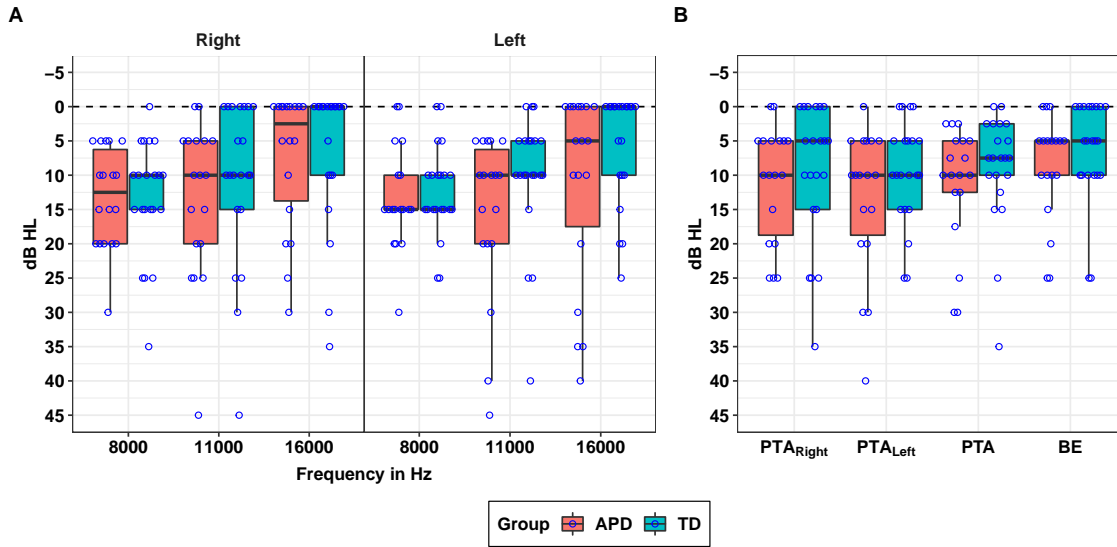 A
B
Right
Left
−5
0
5
10
15
20
25
30
35
40
45
dB HL
8000
11000
16000
8000
11000
16000
Frequency in Hz
−5
0
5
10
15
20
25
30
35
40
45
dB HL
PTARight
PTALeft
PTA
BE
Group
APD
TD